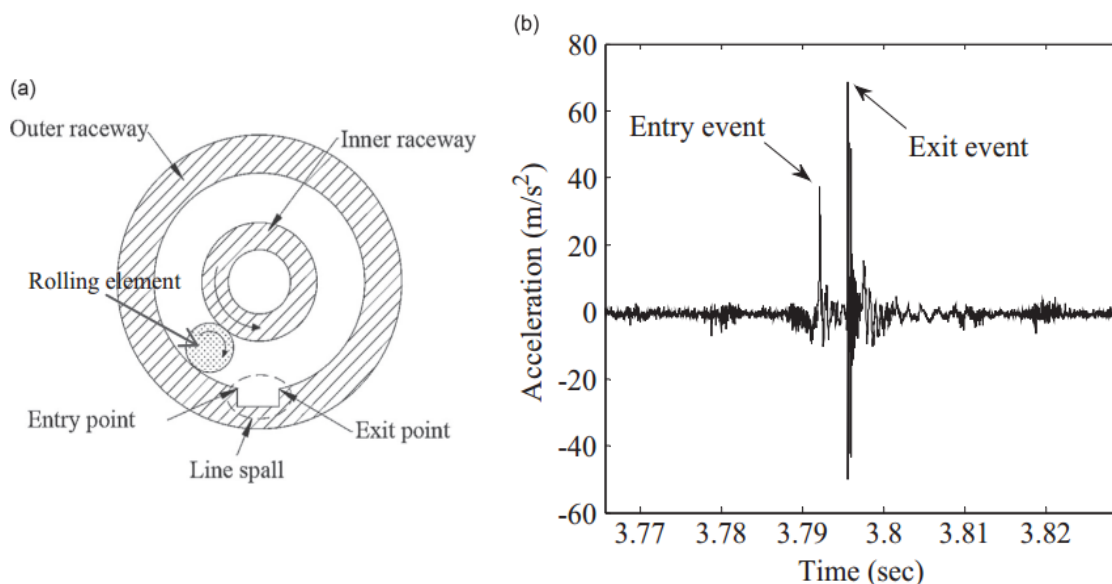 (a)
Outer raceway
Inner raceway
Rolling element
Entry point
Exit point
Line spall
(b)
80
60
40
20
0
-20
-40
-60
Acceleration (m/s²)
Entry event
Exit event
3.77 3.78 3.79 3.8 3.81 3.82
Time (sec)